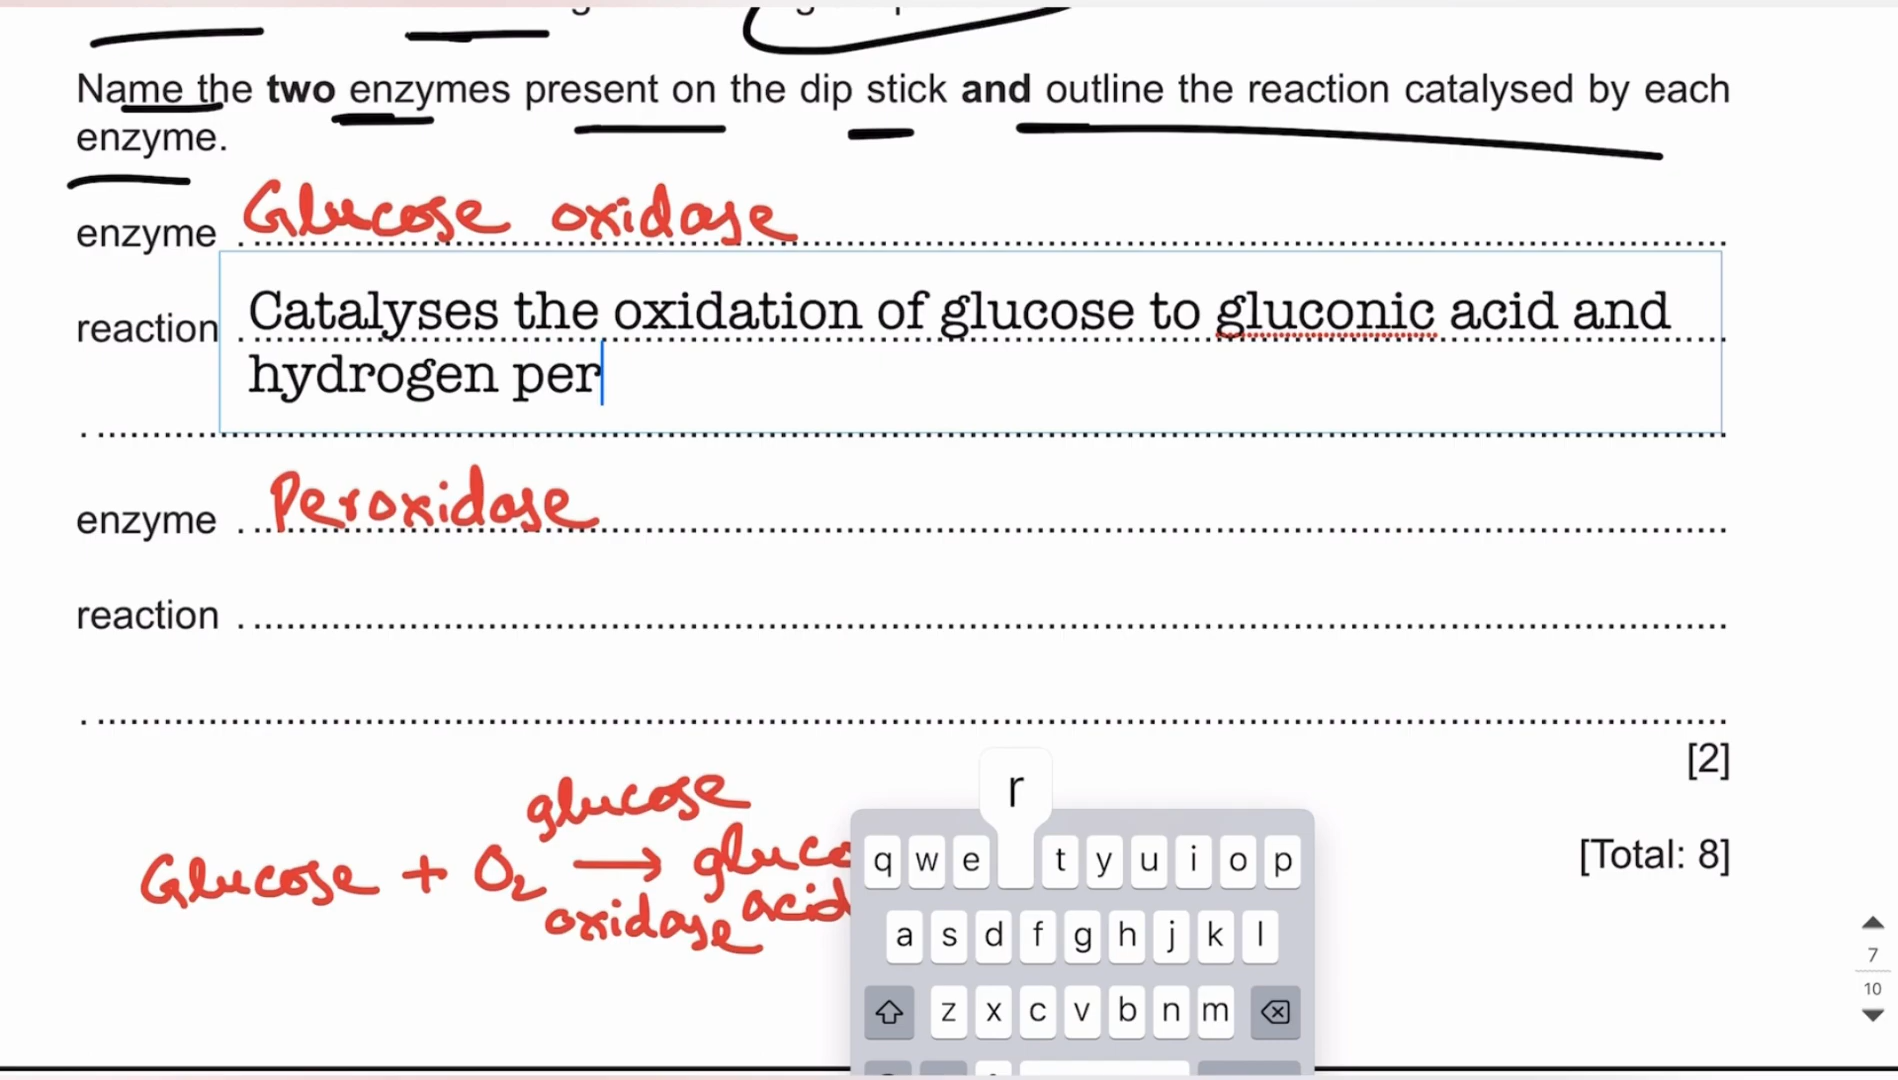 Name the two enzymes present on the dip stick and outline the reaction catalysed by each
enzyme.
enzyme Glucose oxidase
reaction Catalyses the oxidation of glucose to gluconic acid and
hydrogen per
enzyme Peroxidase
reaction
[2]
[Total: 8]
glucose
Glucose + O2 → gluco
oxidase acid
r
q w e t y u i o p
a s d f g h j k l
z x c v b n m
7
10